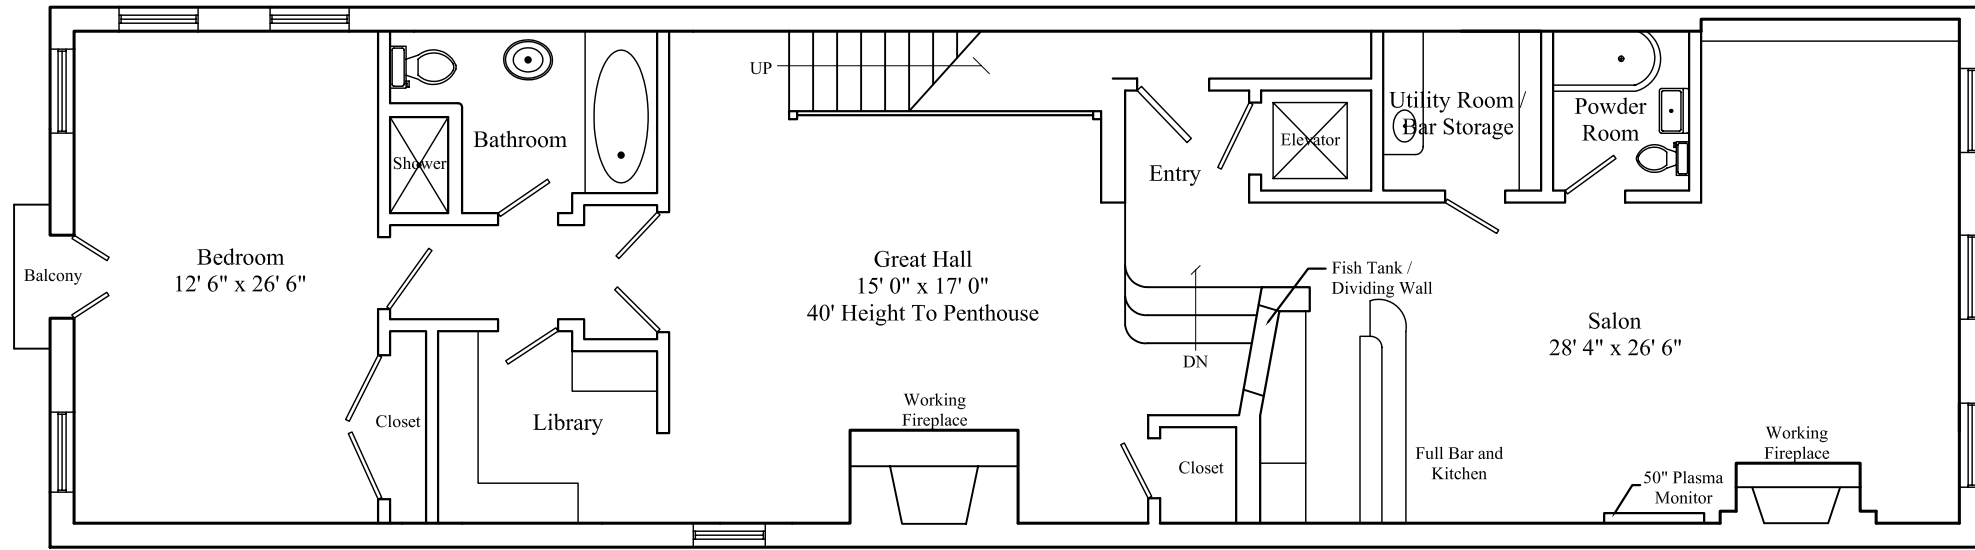 UP
Utility Room /
Bar Storage
Powder
Room
Bathroom
Elevator
Shower
Entry
Bedroom
12' 6" x 26' 6"
Balcony
Great Hall
15' 0" x 17' 0"
40' Height To Penthouse
Fish Tank /
Dividing Wall
Salon
28' 4" x 26' 6"
DN
Working
Fireplace
Closet
Library
Working
Fireplace
Full Bar and
Kitchen
Closet
50" Plasma
Monitor